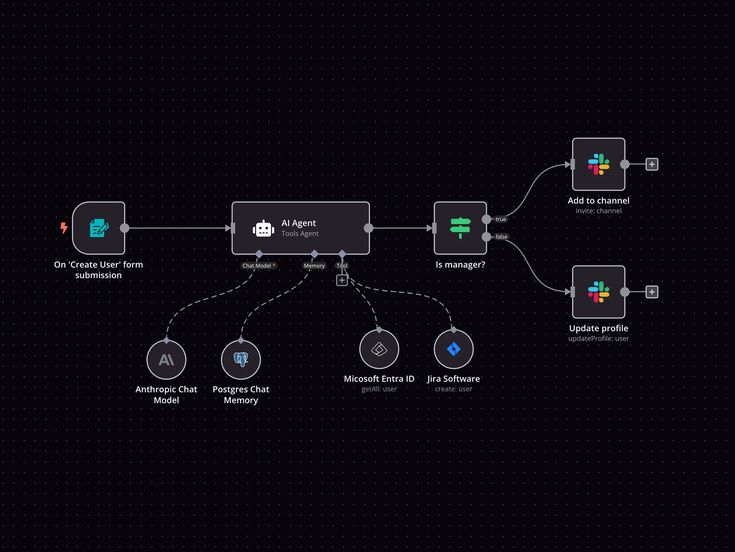 Add to channel
invite: channel
AI Agent
Tools Agent
true
false
On 'Create User' form
submission
Chat Model *
Memory
Tool
Is manager?
Update profile
updateProfile: user
Anthropic Chat
Model
Postgres Chat
Memory
Micosoft Entra ID
getAll: user
Jira Software
create: user